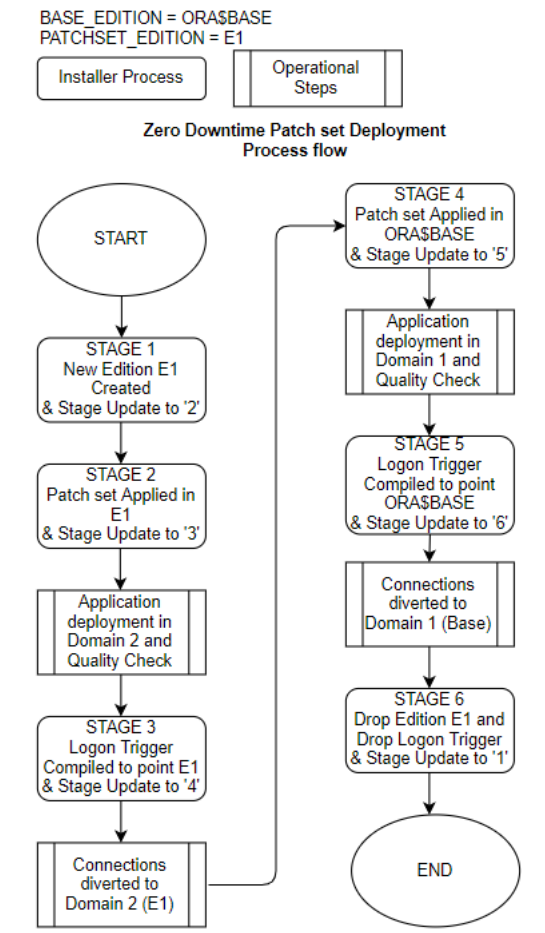 BASE_EDITION = ORA$BASE
PATCHSET_EDITION = E1
Installer Process
Operational
Steps
Zero Downtime Patch set Deployment
Process flow
START
STAGE 1
New Edition E1
Created
& Stage Update to '2'
STAGE 2
Patch set Applied in
E1
& Stage Update to '3'
Application
deployment in
Domain 2 and
Quality Check
STAGE 3
Logon Trigger
Compiled to point E1
& Stage Update to '4'
Connections
diverted to
Domain 2 (E1)
STAGE 4
Patch set Applied in
ORA$BASE
& Stage Update to '5'
Application
deployment in
Domain 1 and
Quality Check
STAGE 5
Logon Trigger
Compiled to point
ORA$BASE
& Stage Update to '6'
Connections
diverted to
Domain 1 (Base)
STAGE 6
Drop Edition E1 and
Drop Logon Trigger
& Stage Update to '1'
END